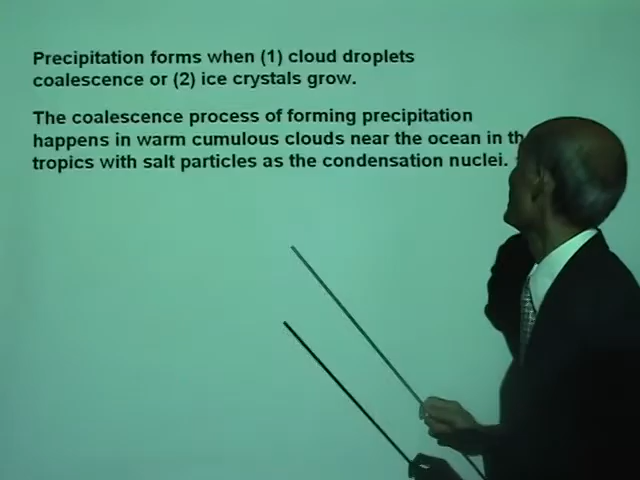 Precipitation forms when (1) cloud droplets
coalescence or (2) ice crystals grow.
The coalescence process of forming precipitation
happens in warm cumulous clouds near the ocean in
tropics with salt particles as the condensation nuclei.